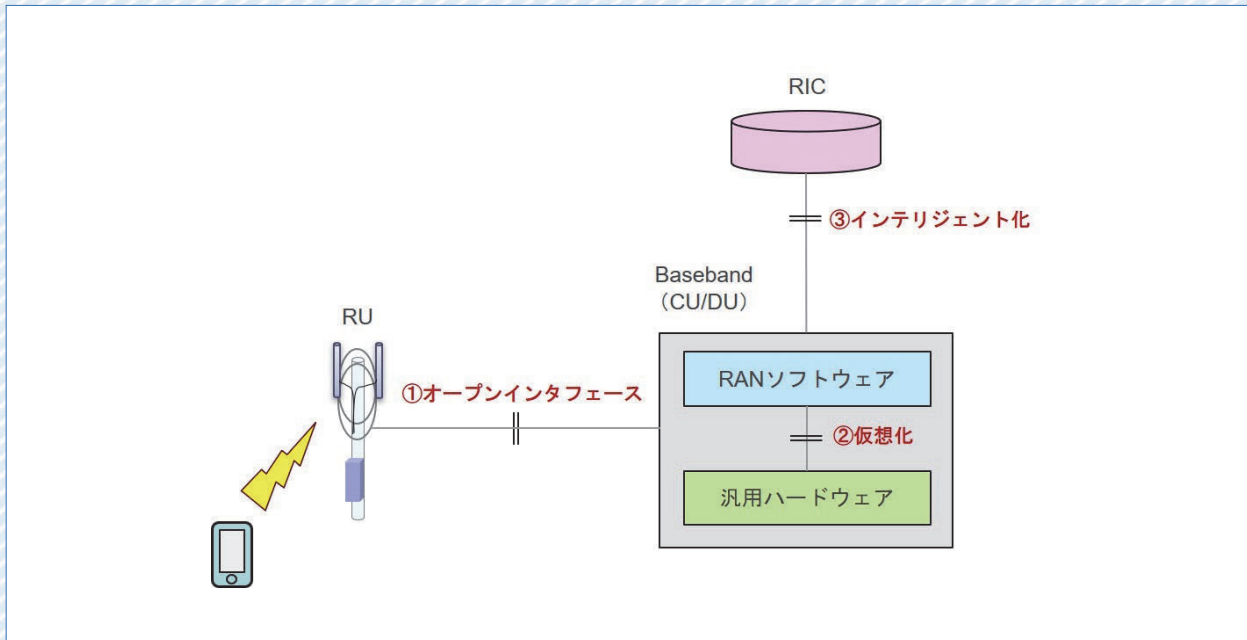 RIC
③インテリジェント化
Baseband
（CU/DU）
RU
RANソフトウェア
①オープンインタフェース
②仮想化
汎用ハードウェア